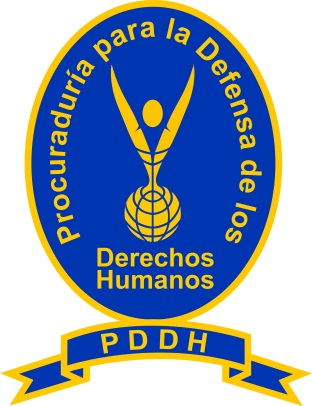 Procuraduría para la Defensa de los
Derechos
Humanos
PDDH